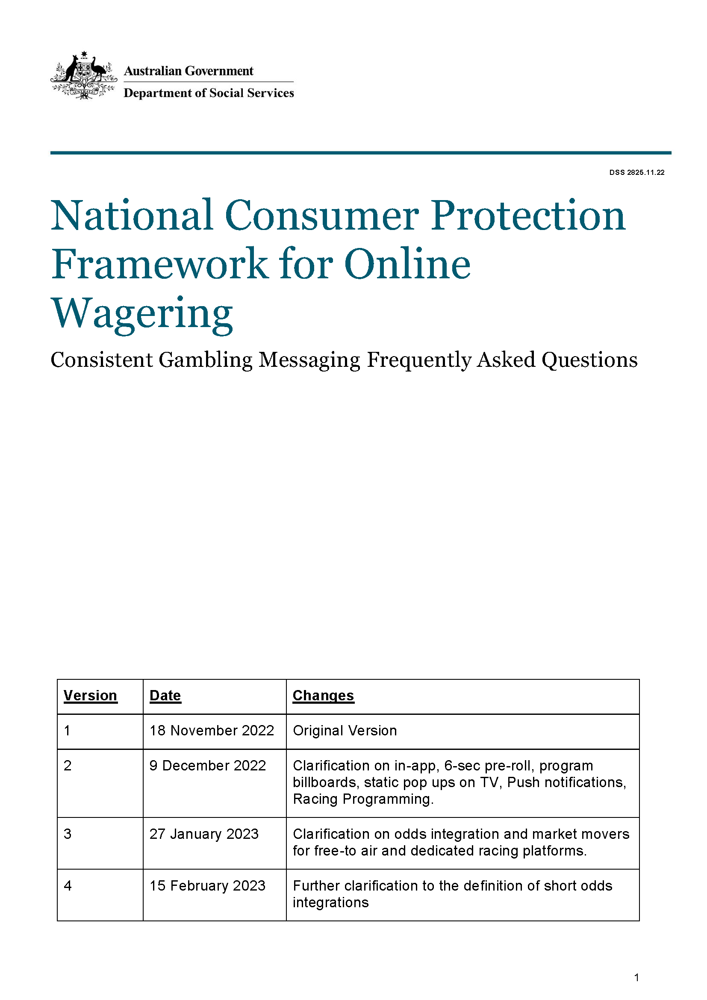 AUSTRALIA
Australian Government
Department of Social Services
DSS 2825.11.22
National Consumer Protection
Framework for Online
Wagering
Consistent Gambling Messaging Frequently Asked Questions
Version Date Changes
1 18 November 2022 Original Version
2 9 December 2022 Clarification on in-app, 6-sec pre-roll, program
billboards, static pop ups on TV, Push notifications,
Racing Programming.
3 27 January 2023 Clarification on odds integration and market movers
for free-to air and dedicated racing platforms.
4 15 February 2023 Further clarification to the definition of short odds
integrations
1